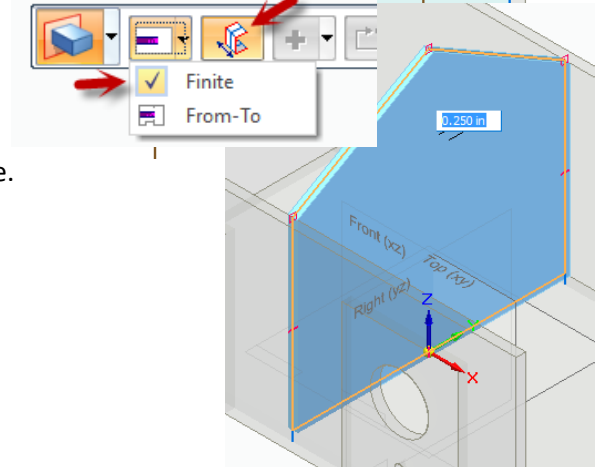 Finite
From-To
0.250 in
e.
Front (xz)
Top (xy)
Right (yz)
Z
X